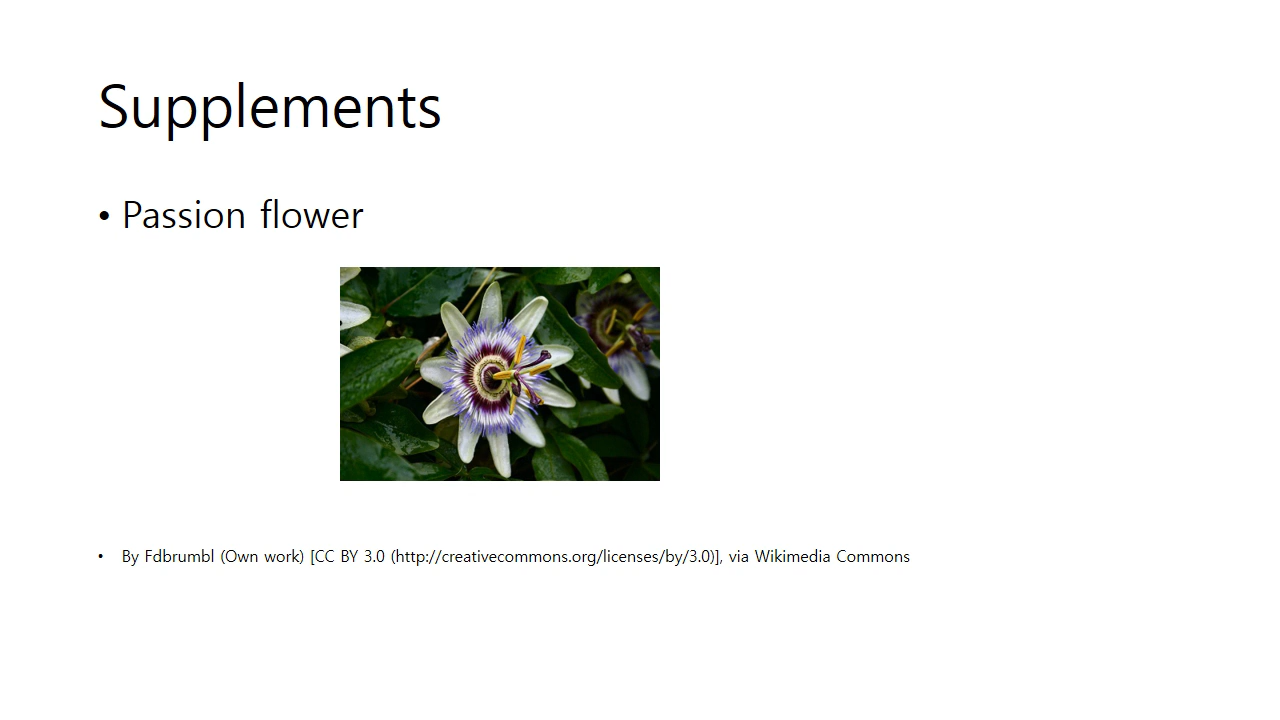 Supplements
• Passion flower
• By Fdbrumbl (Own work) [CC BY 3.0 (http://creativecommons.org/licenses/by/3.0)], via Wikimedia Commons